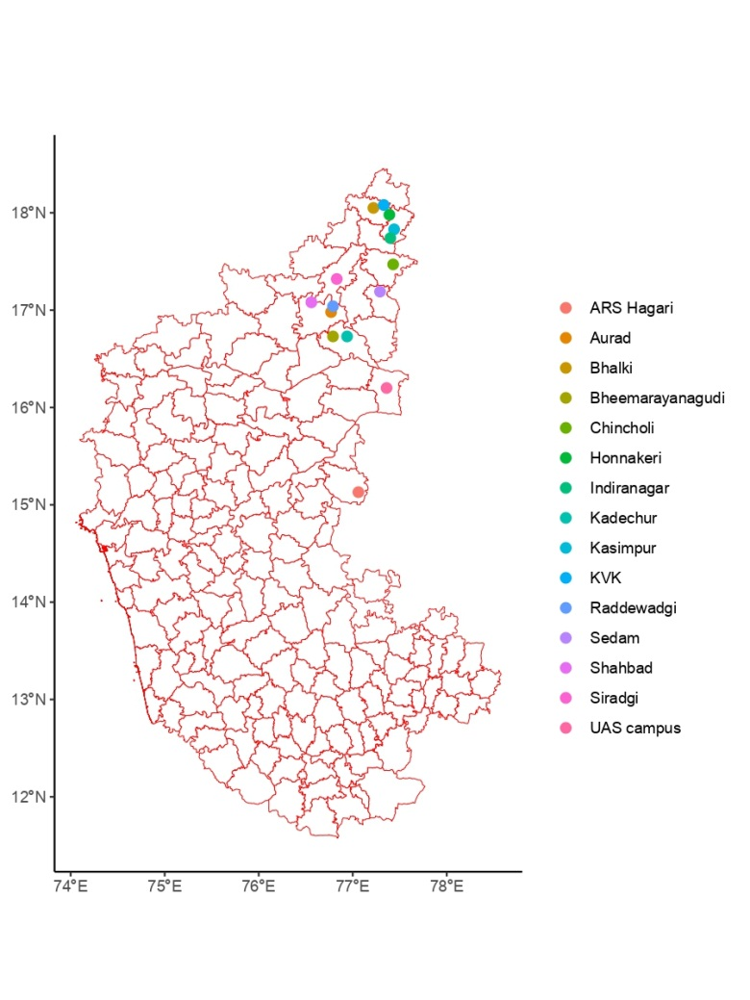 18°N
17°N
16°N
15°N
14°N
13°N
12°N
74°E 75°E 76°E 77°E 78°E
ARS Hagari
Aurad
Bhalki
Bheemarayanagudi
Chincholi
Honnakeri
Indiranagar
Kadechur
Kasimpur
KVK
Raddewadgi
Sedam
Shahbad
Siradgi
UAS campus